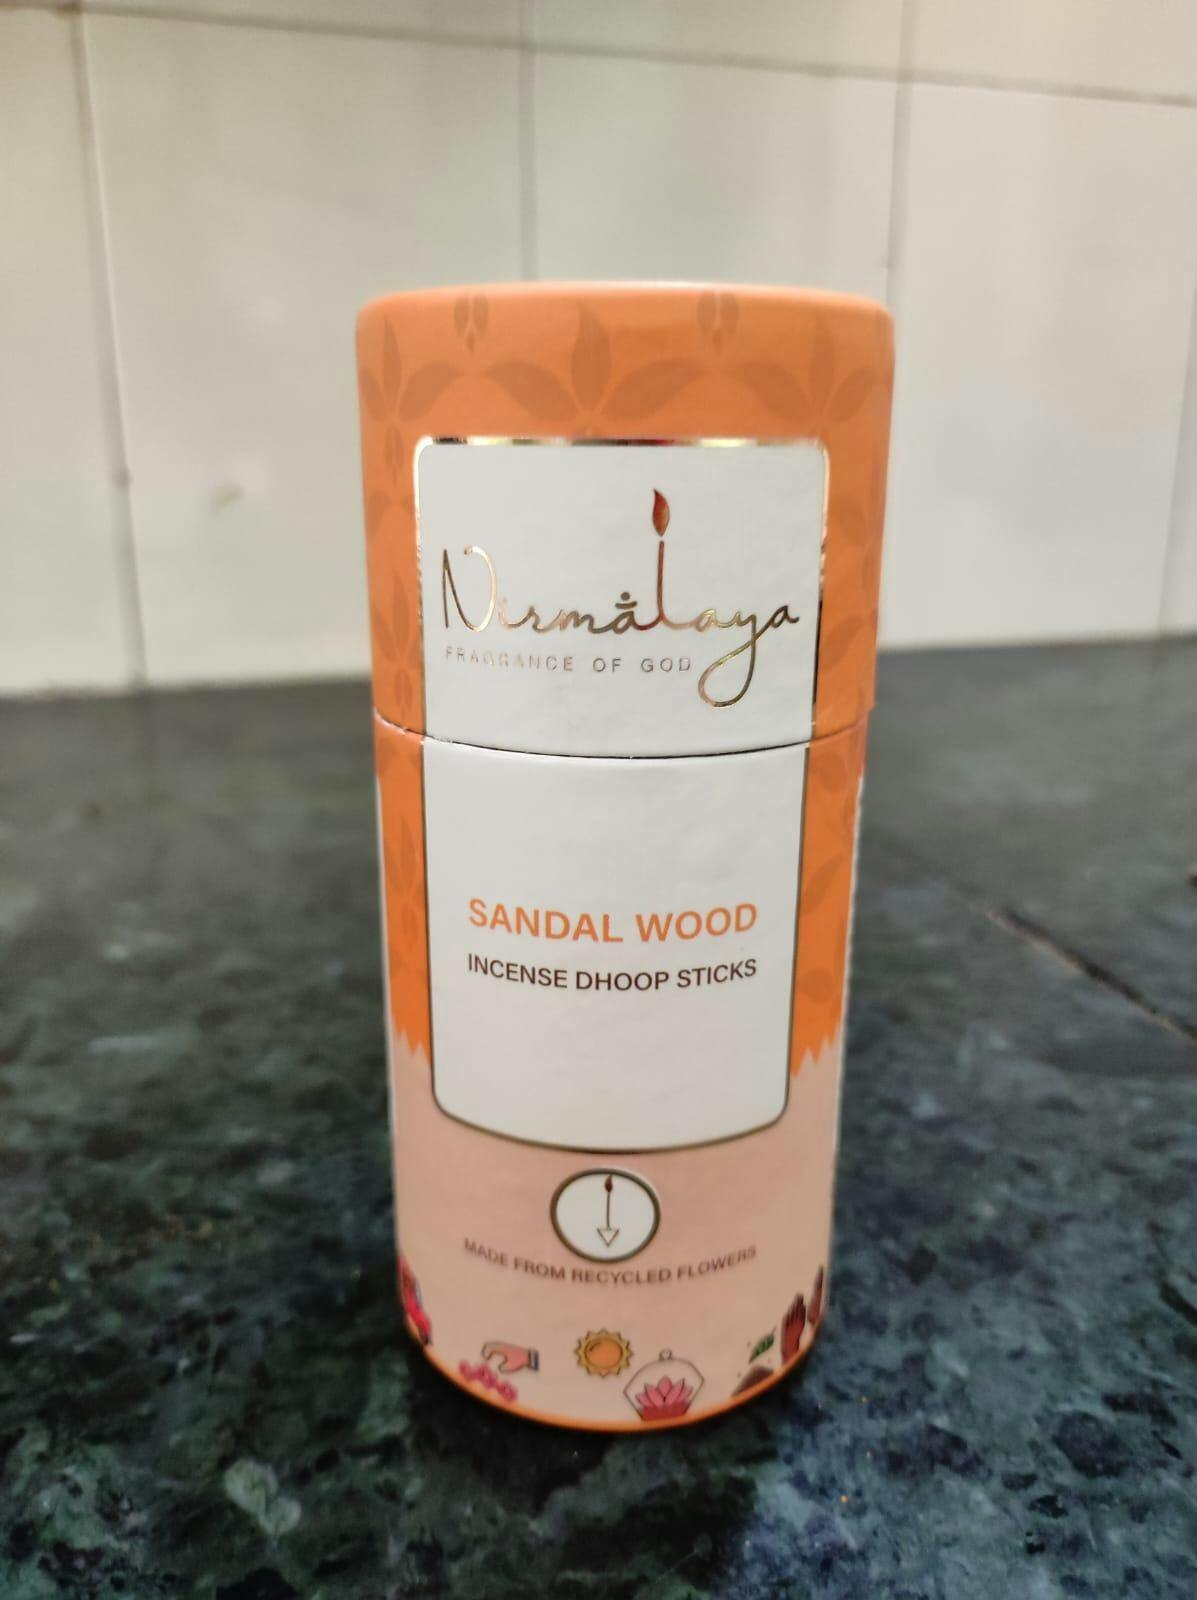 Nirmalaya
FRAGRANCE OF GOD
SANDAL WOOD
INCENSE DHOOP STICKS
MADE FROM RECYCLED FLOWERS